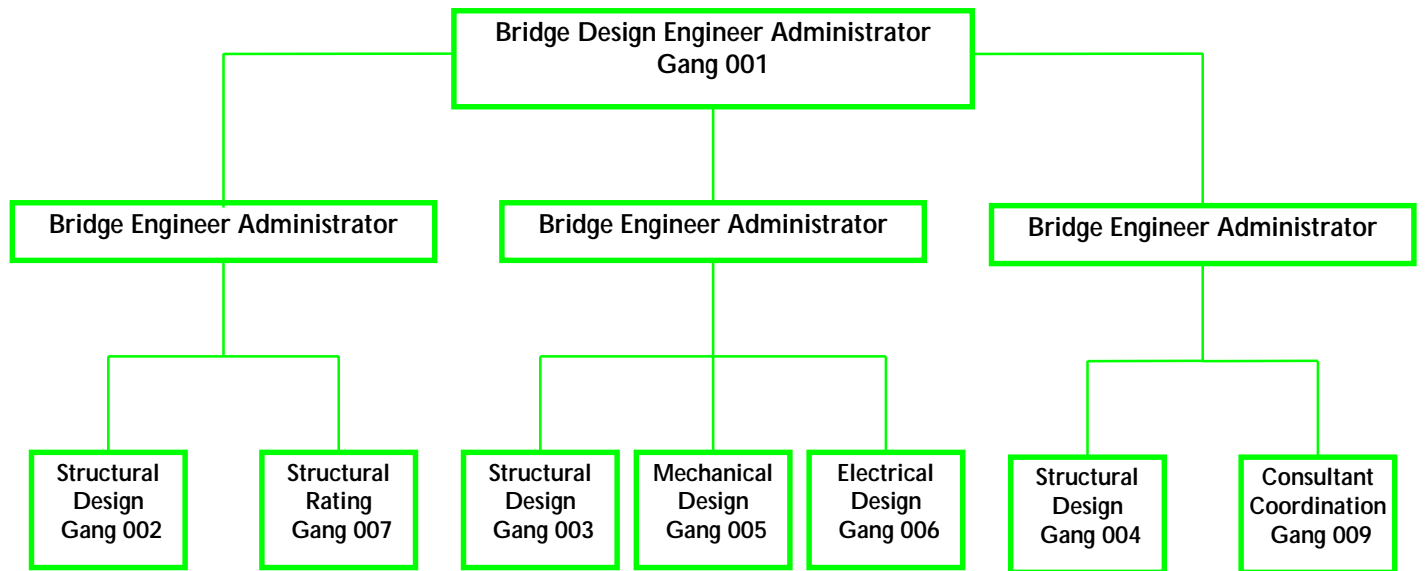 Bridge Design Engineer Administrator
Gang 001
Bridge Engineer Administrator
Bridge Engineer Administrator
Bridge Engineer Administrator
Structural
Design
Gang 002
Structural
Rating
Gang 007
Structural
Design
Gang 003
Mechanical
Design
Gang 005
Electrical
Design
Gang 006
Structural
Design
Gang 004
Consultant
Coordination
Gang 009